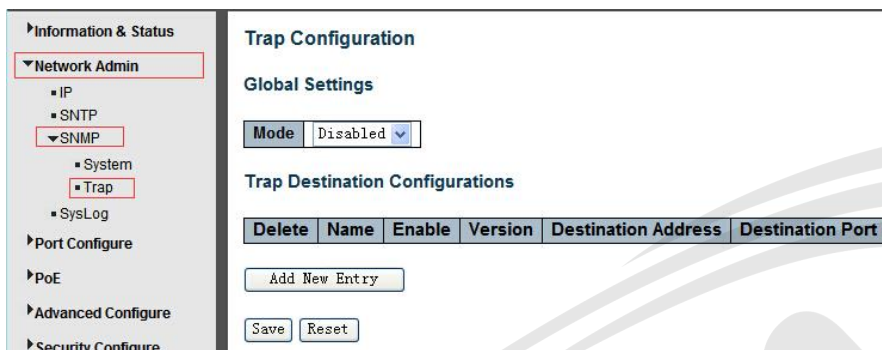 Information & Status
Network Admin
IP
SNTP
SNMP
System
Trap
SysLog
Port Configure
PoE
Advanced Configure
Security Configure
Trap Configuration
Global Settings
Mode Disabled
Trap Destination Configurations
Delete Name Enable Version Destination Address Destination Port
Add New Entry
Save Reset